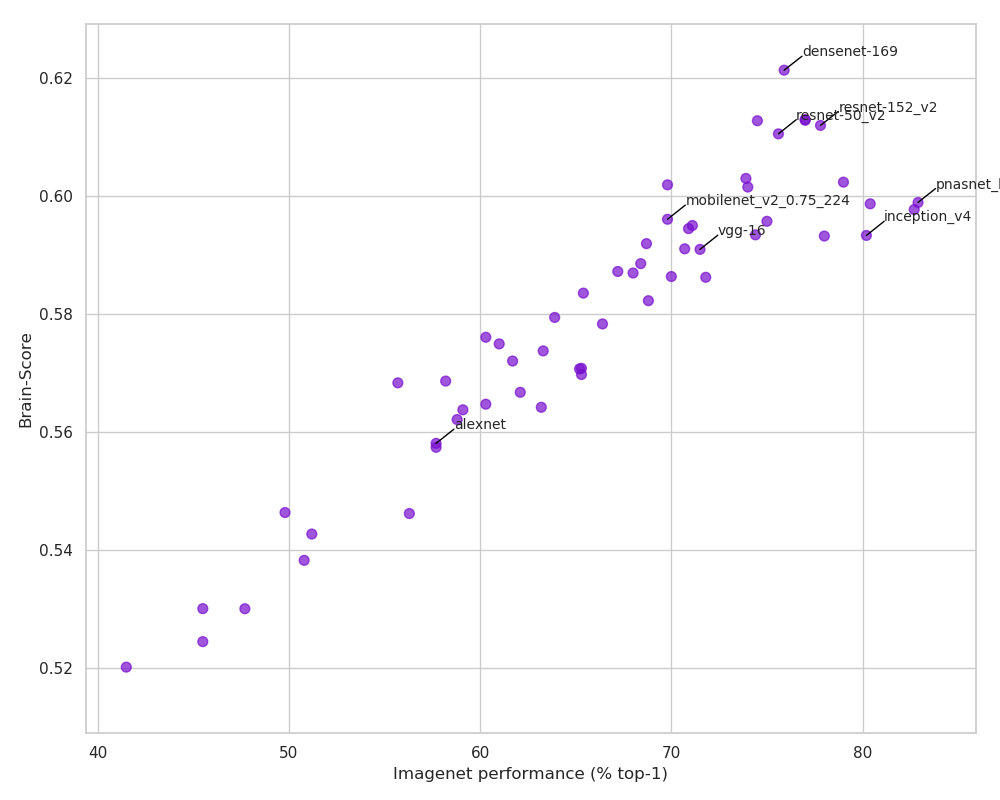 densenet-169
resnet-152_v2
resnet-50_v2
pnasnet_
mobilenet_v2_0.75_224
inception_v4
vgg-16
alexnet
0.62
0.60
0.58
0.56
0.54
0.52
Brain-Score
40 50 60 70 80
Imagenet performance (% top-1)